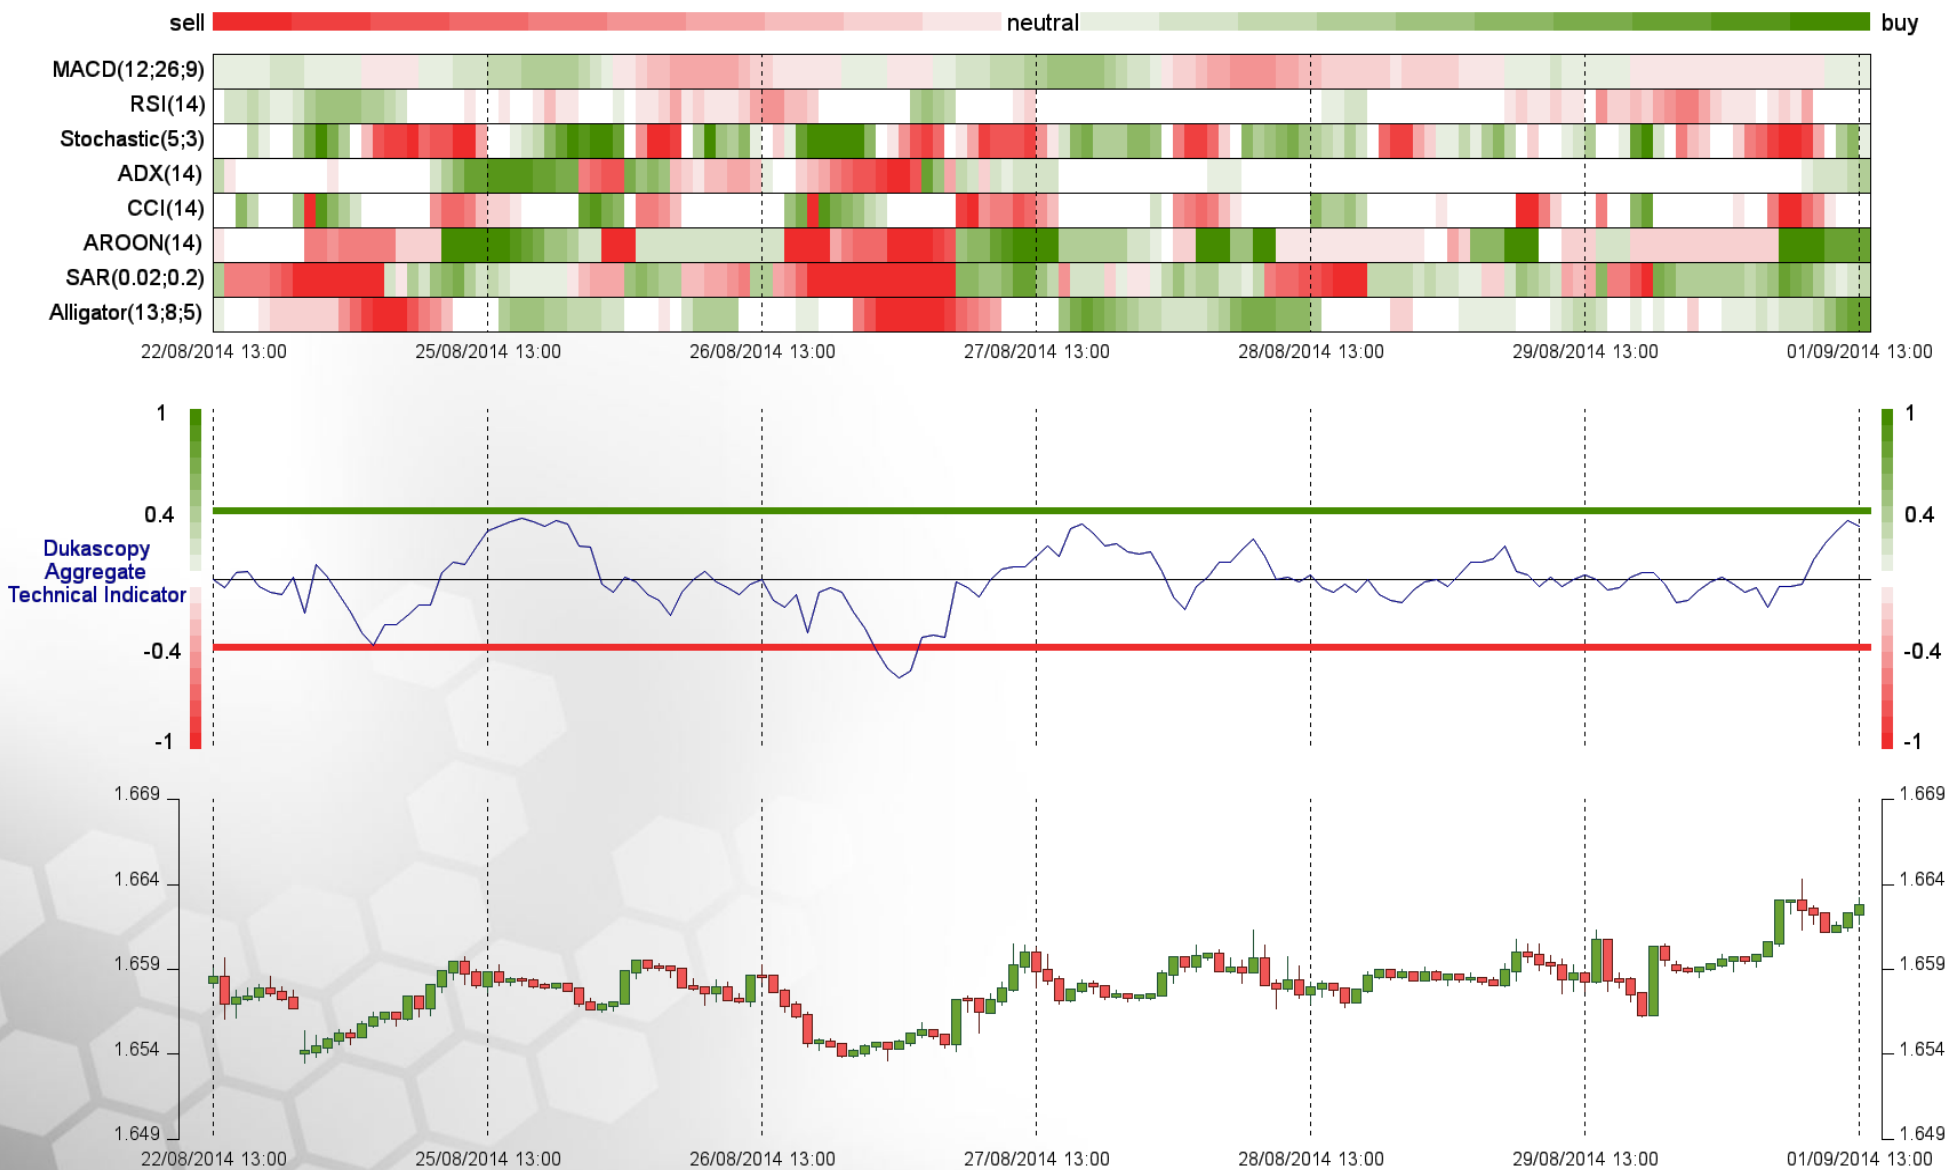 sell neutral buy
MACD(12;26;9)
RSI(14)
Stochastic(5;3)
ADX(14)
CCI(14)
AROON(14)
SAR(0.02;0.2)
Alligator(13;8;5)
22/08/2014 13:00 25/08/2014 13:00 26/08/2014 13:00 27/08/2014 13:00 28/08/2014 13:00 29/08/2014 13:00 01/09/2014 13:00
1 1
0.4 0.4
Dukascopy
Aggregate
Technical Indicator
-0.4 -0.4
-1 -1
1.669 1.669
1.664 1.664
1.659 1.659
1.654 1.654
1.649 1.649
22/08/2014 13:00 25/08/2014 13:00 26/08/2014 13:00 27/08/2014 13:00 28/08/2014 13:00 29/08/2014 13:00 01/09/2014 13:00